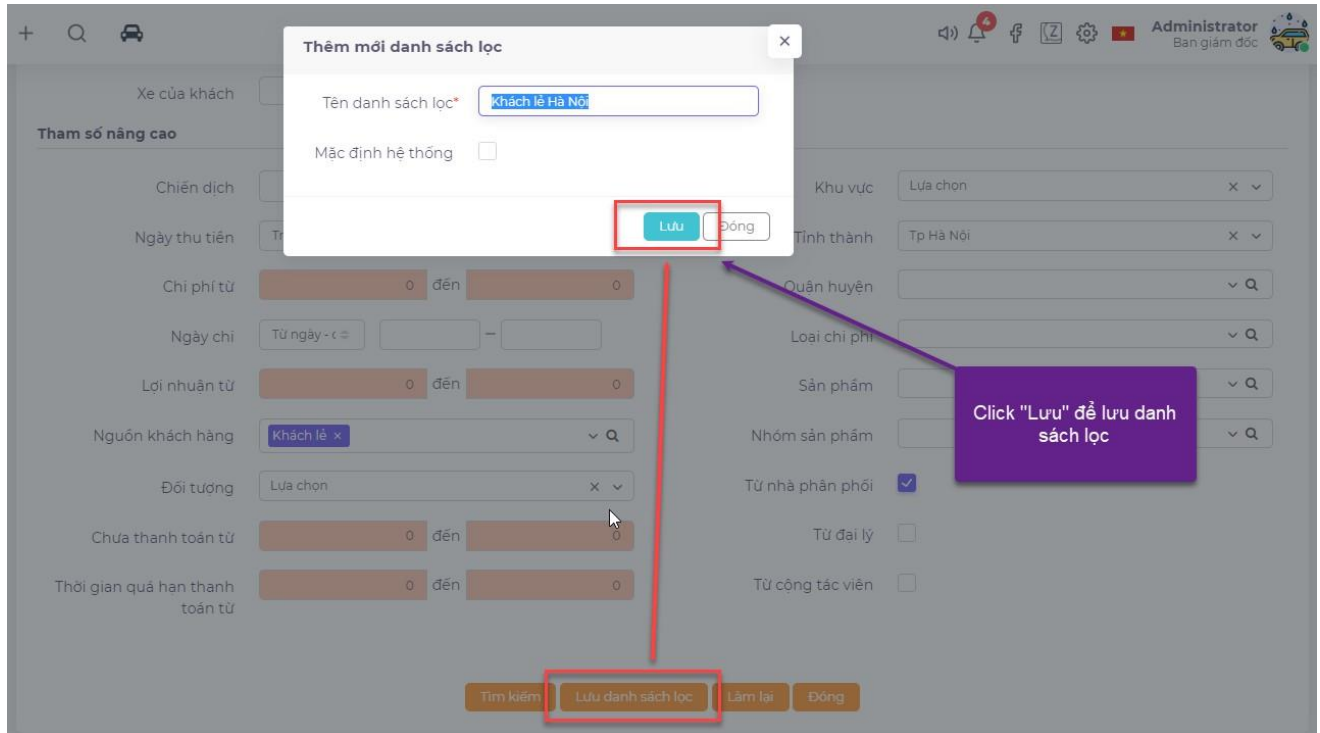 4
Administrator
Ban giám đốc
Thêm mới danh sách lọc
×
Tên danh sách lọc*
Khách lẻ Hà Nội
Mặc định hệ thống
Lưu
Đóng
Xe của khách
Tham số nâng cao
Chiến dịch
Khu vực
Lựa chọn
Ngày thu tiền
Tr
Tỉnh thành
Tp Hà Nội
Chi phí từ
0 đến 0
Quận huyện
Ngày chi
Từ ngày -
–
Loại chi phí
Lợi nhuận từ
0 đến 0
Sản phẩm
Nguồn khách hàng
Khách lẻ ×
Nhóm sản phẩm
Click "Lưu" để lưu danh
sách lọc
Đối tượng
Lựa chọn
Từ nhà phân phối
Chưa thanh toán từ
0 đến 0
Từ đại lý
Thời gian quá hạn thanh
toán từ
0 đến 0
Từ cộng tác viên
Tìm kiếm
Lưu danh sách lọc
Làm lại
Đóng